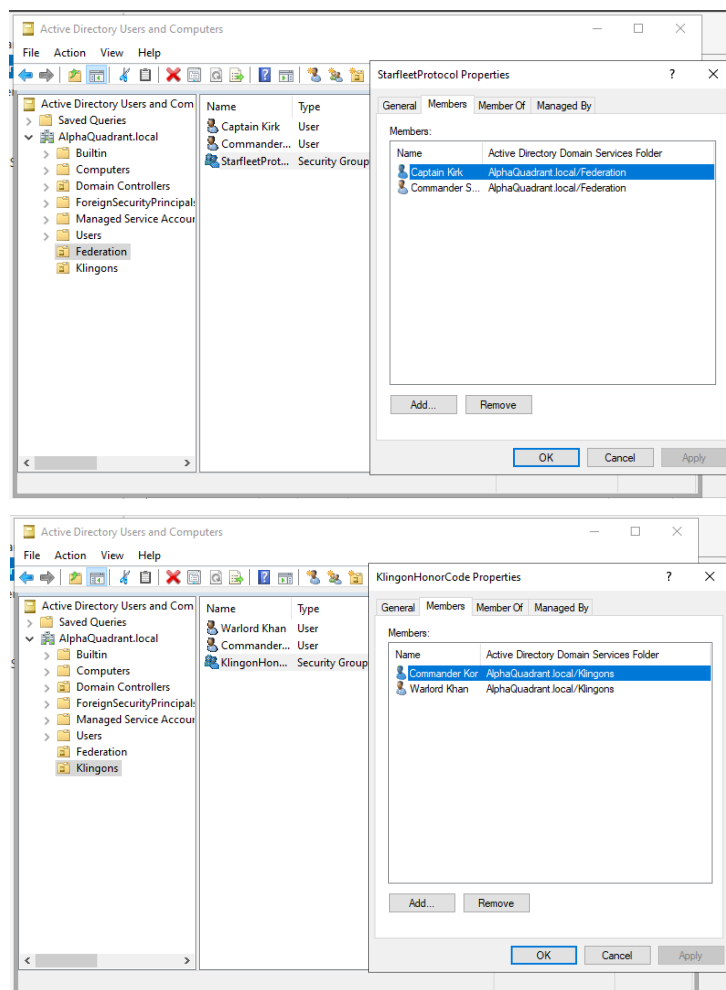 Active Directory Users and Computers
File Action View Help
StarfleetProtocol Properties ? X
General Members Member Of Managed By
Active Directory Users and Com
Saved Queries
AlphaQuadrant.local
Builtin
Computers
Domain Controllers
ForeignSecurityPrincipals
Managed Service Accour
Users
Federation
Klingons
Name Type
Captain Kirk User
Commander... User
StarfleetProt... Security Group
Members:
Name Active Directory Domain Services Folder
Captain Kirk AlphaQuadrant.local/Federation
Commander S... AlphaQuadrant.local/Federation
Add... Remove
OK Cancel Apply
Active Directory Users and Computers
File Action View Help
KlingonHonorCode Properties ? X
General Members Member Of Managed By
Active Directory Users and Com
Saved Queries
AlphaQuadrant.local
Builtin
Computers
Domain Controllers
ForeignSecurityPrincipals
Managed Service Accour
Users
Federation
Klingons
Name Type
Warlord Khan User
Commander... User
KlingonHon... Security Group
Members:
Name Active Directory Domain Services Folder
Commander Kor AlphaQuadrant.local/Klingons
Warlord Khan AlphaQuadrant.local/Klingons
Add... Remove
OK Cancel Apply